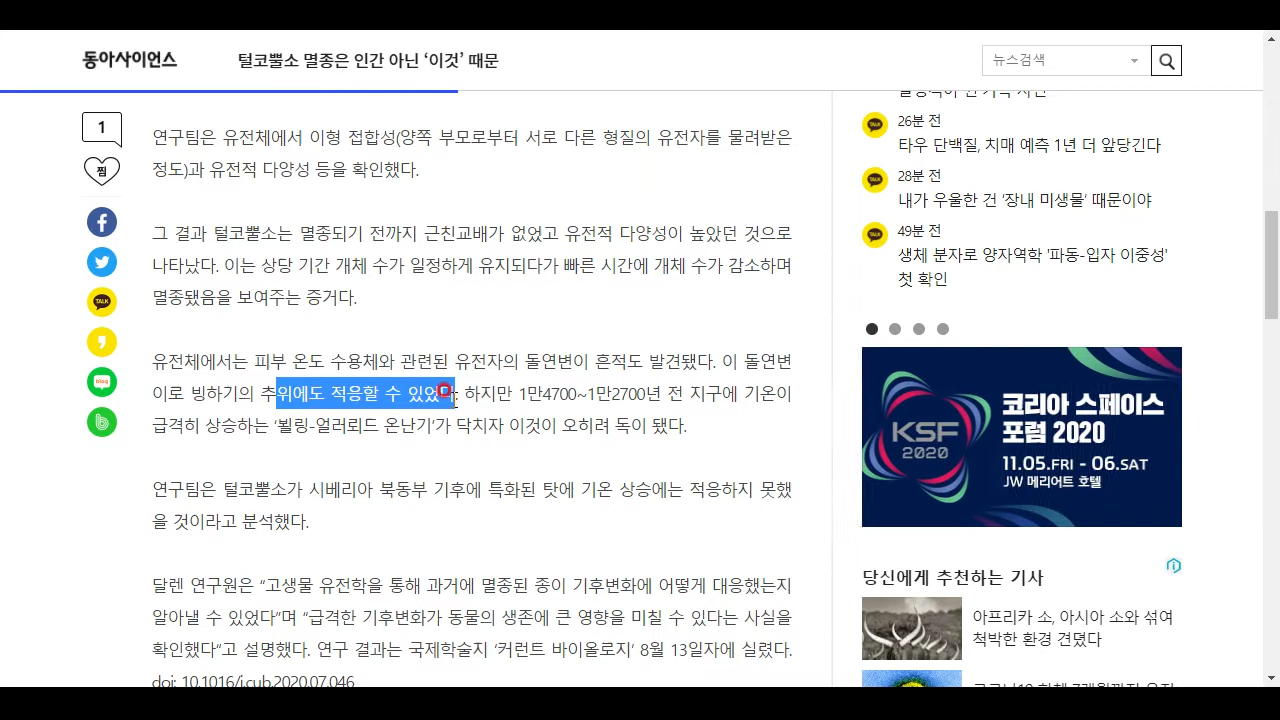 동아사이언스
털코뿔소 멸종은 인간 아닌 ‘이것’ 때문
뉴스검색
1
찜
연구팀은 유전체에서 이형 접합성(양쪽 부모로부터 서로 다른 형질의 유전자를 물려받은
정도)과 유전적 다양성 등을 확인했다.
그 결과 털코뿔소는 멸종되기 전까지 근친교배가 없었고 유전적 다양성이 높았던 것으로
나타났다. 이는 상당 기간 개체 수가 일정하게 유지되다가 빠른 시간에 개체 수가 감소하며
멸종됐음을 보여주는 증거다.
유전체에서는 피부 온도 수용체와 관련된 유전자의 돌연변이 흔적도 발견됐다. 이 돌연변
이로 빙하기의 추위에도 적응할 수 있었다. 하지만 1만4700~1만2700년 전 지구에 기온이
급격히 상승하는 ‘뵐링-얼러뢰드 온난기’가 닥치자 이것이 오히려 독이 됐다.
연구팀은 털코뿔소가 시베리아 북동부 기후에 특화된 탓에 기온 상승에는 적응하지 못했
을 것이라고 분석했다.
달렌 연구원은 “고생물 유전학을 통해 과거에 멸종된 종이 기후변화에 어떻게 대응했는지
알아낼 수 있었다”며 “급격한 기후변화가 동물의 생존에 큰 영향을 미칠 수 있다는 사실을
확인했다“고 설명했다. 연구 결과는 국제학술지 ‘커런트 바이올로지’ 8월 13일자에 실렸다.
doi: 10.1016/j.cub.2020.07.046
TALK
blog
TALK
26분 전
타우 단백질, 치매 예측 1년 더 앞당긴다
TALK
28분 전
내가 우울한 건 ‘장내 미생물’ 때문이야
TALK
49분 전
생체 분자로 양자역학 '파동-입자 이중성'
첫 확인
KSF
2020
코리아 스페이스
포럼 2020
11.05.FRI - 06.SAT
JW 메리어트 호텔
당신에게 추천하는 기사
아프리카 소, 아시아 소와 섞여
척박한 환경 견뎠다